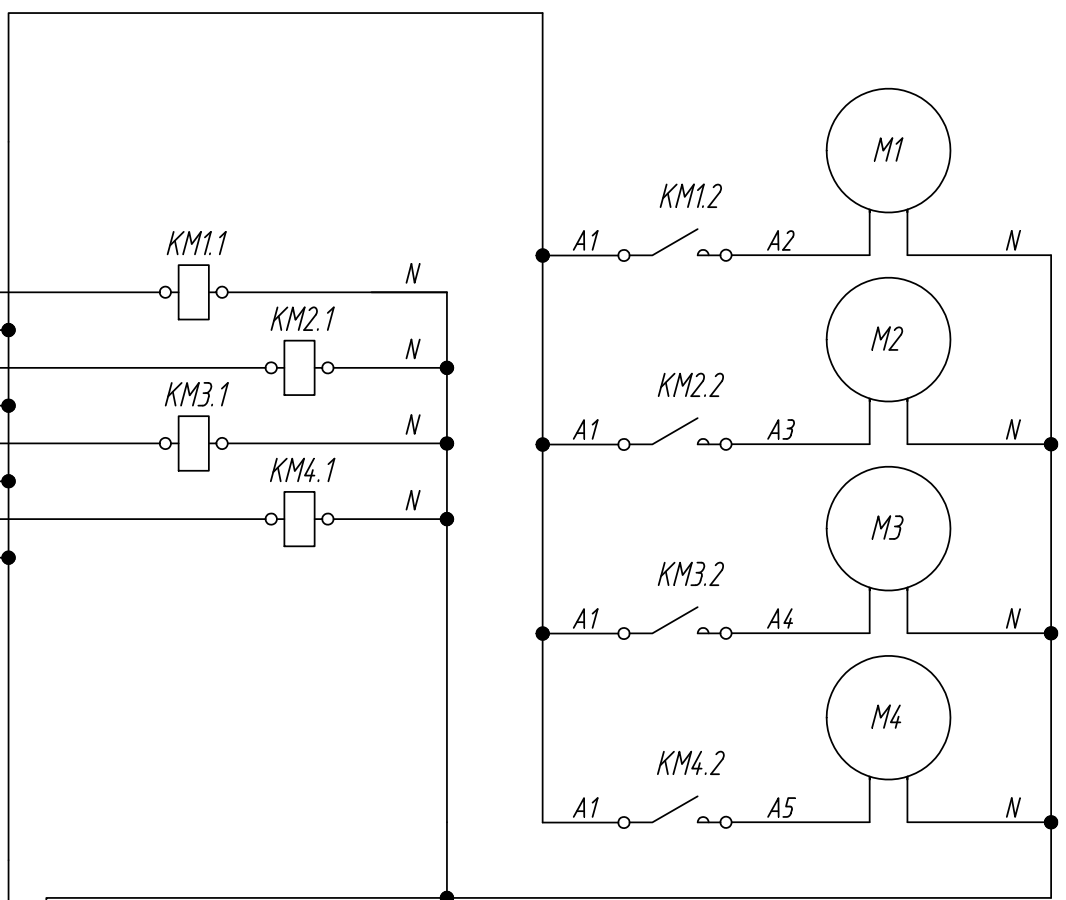 M1
KM1.2
A1 A2 N
KM1.1
N
KM2.1
N
M2
KM2.2
KM3.1
N
A1 A3 N
KM4.1
N
M3
KM3.2
A1 A4 N
M4
KM4.2
A1 A5 N